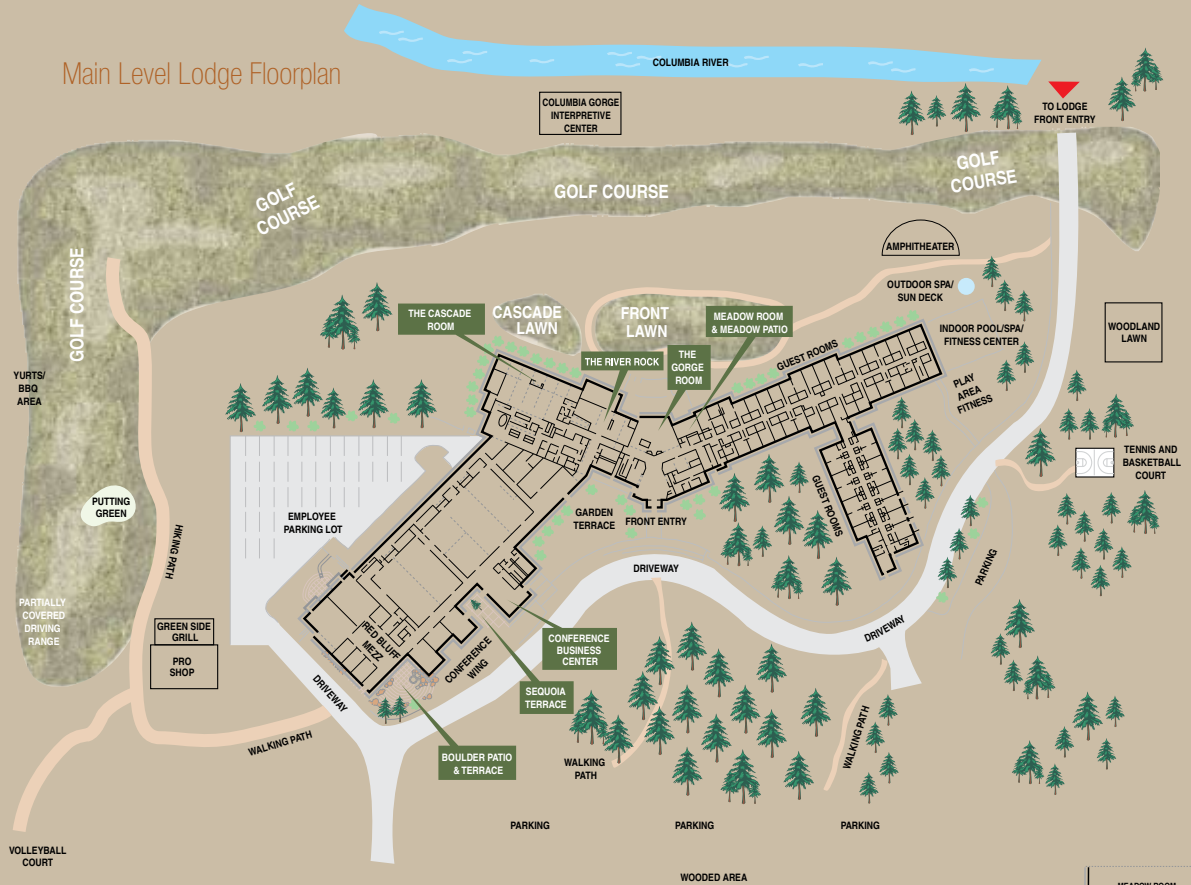 Main Level Lodge Floorplan
COLUMBIA RIVER
COLUMBIA GORGE
INTERPRETIVE
CENTER
TO LODGE
FRONT ENTRY
GOLF
COURSE
GOLF COURSE
GOLF
COURSE
GOLF COURSE
AMPHITHEATER
OUTDOOR SPA/
SUN DECK
THE CASCADE
ROOM
CASCADE
LAWN
FRONT
LAWN
MEADOW ROOM
& MEADOW PATIO
INDOOR POOL/SPA/
FITNESS CENTER
WOODLAND
LAWN
THE RIVER ROCK
THE
GORGE
ROOM
GUEST ROOMS
YURTS/
BBQ
AREA
PLAY
AREA
FITNESS
TENNIS AND
BASKETBALL
COURT
PUTTING
GREEN
HIKING PATH
EMPLOYEE
PARKING LOT
GARDEN
TERRACE
FRONT ENTRY
GUEST ROOMS
DRIVEWAY
PARKING
PARTIALLY
COVERED
DRIVING
RANGE
GREEN SIDE
GRILL
PRO
SHOP
RED BLUFF
MEZZ
CONFERENCE
WING
CONFERENCE
BUSINESS
CENTER
DRIVEWAY
SEQUOIA
TERRACE
DRIVEWAY
WALKING PATH
BOULDER PATIO
& TERRACE
WALKING
PATH
WALKING PATH
PARKING
PARKING
PARKING
VOLLEYBALL
COURT
WOODED AREA
MEADOW ROOM